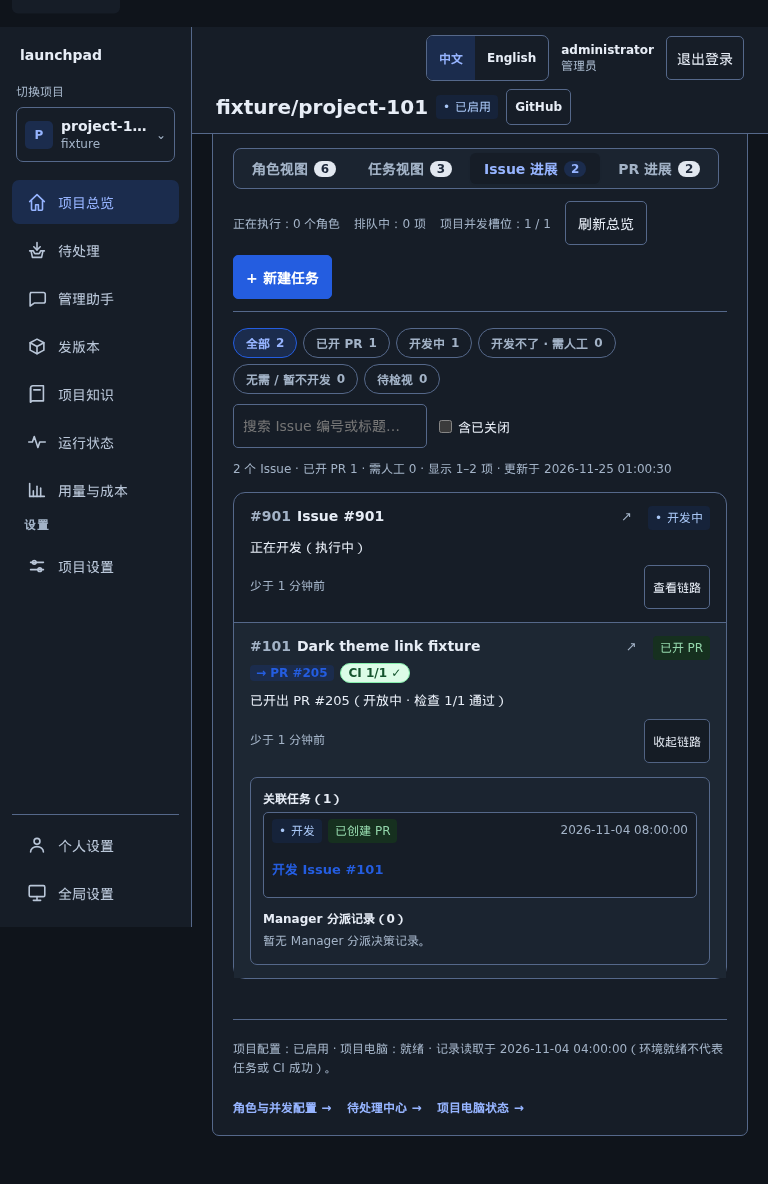 launchpad
切换项目
P
project-1…
fixture
项目总览
待处理
管理助手
发版本
项目知识
运行状态
用量与成本
设置
项目设置
个人设置
全局设置
中文 English administrator
管理员
退出登录
fixture/project-101 • 已启用 GitHub
角色视图 6 任务视图 3 Issue 进展 2 PR 进展 2
正在执行：0 个角色 排队中：0 项 项目并发槽位：1 / 1 刷新总览
+ 新建任务
全部 2 已开 PR 1 开发中 1 开发不了 · 需人工 0
无需 / 暂不开发 0 待检视 0
搜索 Issue 编号或标题… 含已关闭
2 个 Issue · 已开 PR 1 · 需人工 0 · 显示 1–2 项 · 更新于 2026-11-25 01:00:30
#901 Issue #901 ↗ • 开发中
正在开发（执行中）
少于 1 分钟前 查看链路
#101 Dark theme link fixture ↗ 已开 PR
→ PR #205 CI 1/1 ✓
已开出 PR #205（开放中 · 检查 1/1 通过）
少于 1 分钟前 收起链路
关联任务（1）
• 开发 已创建 PR 2026-11-04 08:00:00
开发 Issue #101
Manager 分派记录（0）
暂无 Manager 分派决策记录。
项目配置：已启用 · 项目电脑：就绪 · 记录读取于 2026-11-04 04:00:00（环境就绪不代表
任务或 CI 成功）。
角色与并发配置 → 待处理中心 → 项目电脑状态 →